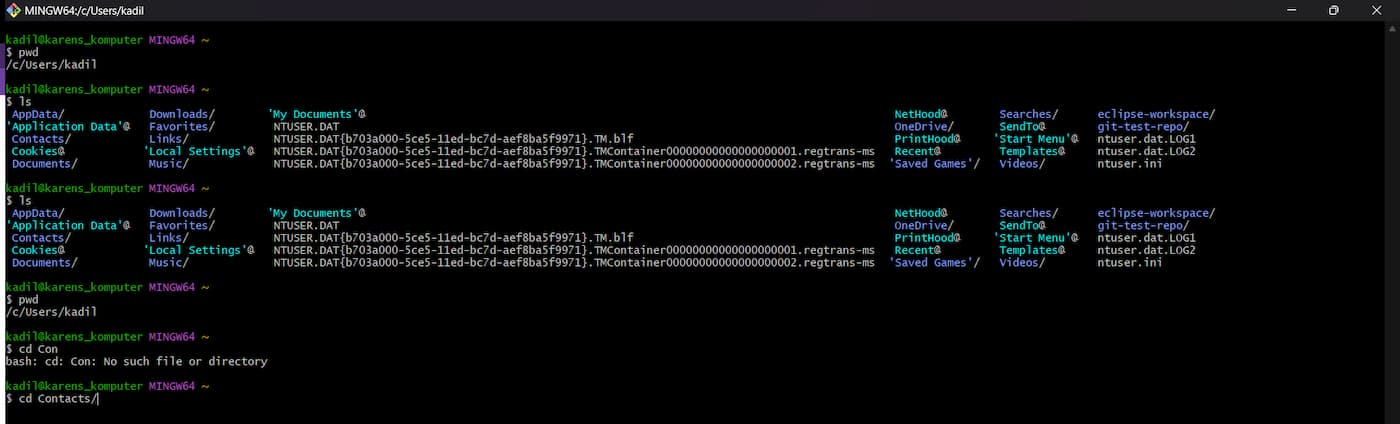 MINGW64:/c/Users/kadil
kadil@karens_komputer MINGW64 ~
$ pwd
/c/Users/kadil
kadil@karens_komputer MINGW64 ~
$ ls
AppData/ Downloads/ 'My Documents'@ NetHood@ Searches/ eclipse-workspace/
'Application Data'@ Favorites/ NTUSER.DAT OneDrive/ SendTo@ git-test-repo/
Contacts/ Links/ NTUSER.DAT{b703a000-5ce5-11ed-bc7d-aef8ba5f9971}.TM.blf PrintHood@ 'Start Menu'@ ntuser.dat.LOG1
Cookies@ 'Local Settings'@ NTUSER.DAT{b703a000-5ce5-11ed-bc7d-aef8ba5f9971}.TMContainer00000000000000000001.regtrans-ms Recent@ Templates@ ntuser.dat.LOG2
Documents/ Music/ NTUSER.DAT{b703a000-5ce5-11ed-bc7d-aef8ba5f9971}.TMContainer00000000000000000002.regtrans-ms 'Saved Games'/ Videos/ ntuser.ini
kadil@karens_komputer MINGW64 ~
$ ls
AppData/ Downloads/ 'My Documents'@ NetHood@ Searches/ eclipse-workspace/
'Application Data'@ Favorites/ NTUSER.DAT OneDrive/ SendTo@ git-test-repo/
Contacts/ Links/ NTUSER.DAT{b703a000-5ce5-11ed-bc7d-aef8ba5f9971}.TM.blf PrintHood@ 'Start Menu'@ ntuser.dat.LOG1
Cookies@ 'Local Settings'@ NTUSER.DAT{b703a000-5ce5-11ed-bc7d-aef8ba5f9971}.TMContainer00000000000000000001.regtrans-ms Recent@ Templates@ ntuser.dat.LOG2
Documents/ Music/ NTUSER.DAT{b703a000-5ce5-11ed-bc7d-aef8ba5f9971}.TMContainer00000000000000000002.regtrans-ms 'Saved Games'/ Videos/ ntuser.ini
kadil@karens_komputer MINGW64 ~
$ pwd
/c/Users/kadil
kadil@karens_komputer MINGW64 ~
$ cd Con
bash: cd: Con: No such file or directory
kadil@karens_komputer MINGW64 ~
$ cd Contacts/